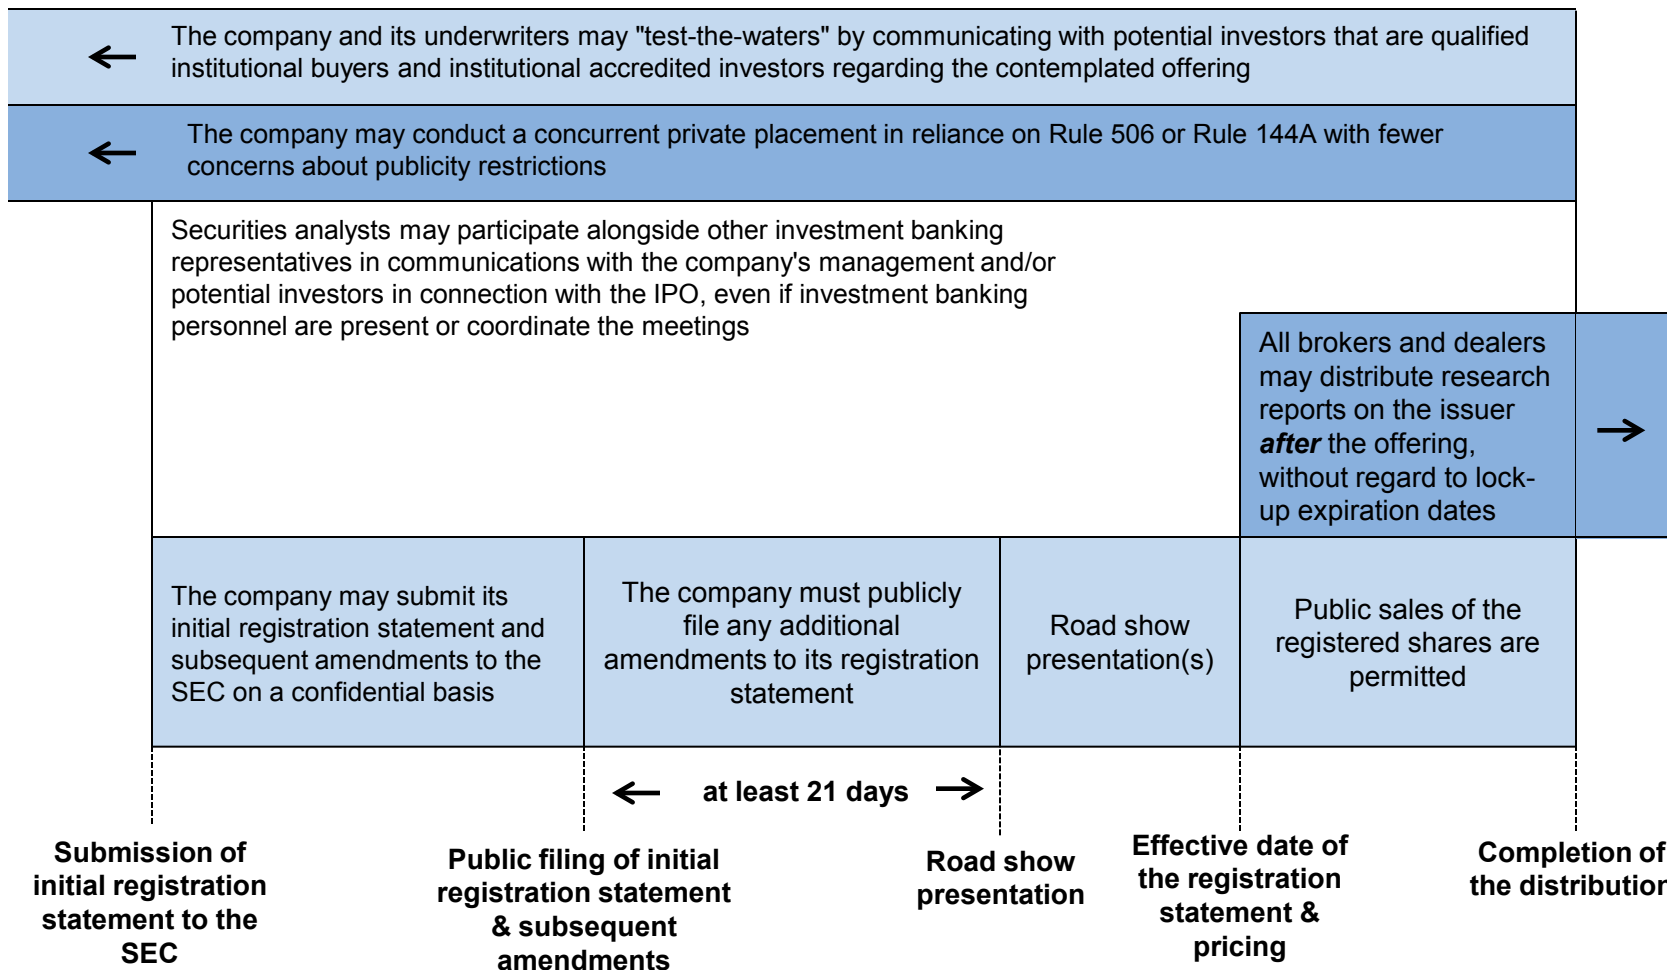 The company and its underwriters may "test-the-waters" by communicating with potential investors that are qualified
institutional buyers and institutional accredited investors regarding the contemplated offering
The company may conduct a concurrent private placement in reliance on Rule 506 or Rule 144A with fewer
concerns about publicity restrictions
Securities analysts may participate alongside other investment banking
representatives in communications with the company's management and/or
potential investors in connection with the IPO, even if investment banking
personnel are present or coordinate the meetings
All brokers and dealers
may distribute research
reports on the issuer
after the offering,
without regard to lock-
up expiration dates
The company may submit its
initial registration statement and
subsequent amendments to the
SEC on a confidential basis
The company must publicly
file any additional
amendments to its registration
statement
Road show
presentation(s)
Public sales of the
registered shares are
permitted
at least 21 days
Submission of
initial registration
statement to the
SEC
Public filing of initial
registration statement
& subsequent
amendments
Road show
presentation
Effective date of
the registration
statement &
pricing
Completion of
the distribution